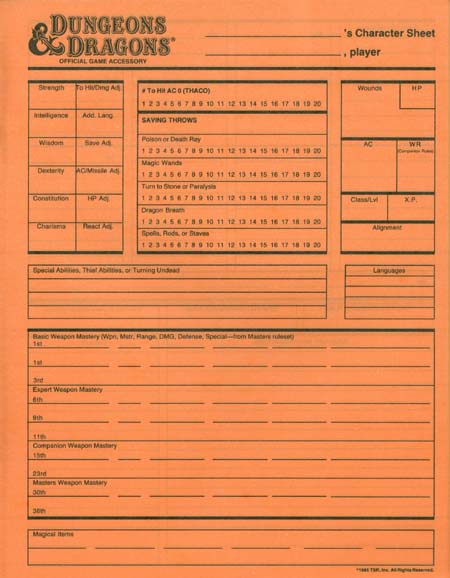 DUNGEONS & DRAGONS®
OFFICIAL GAME ACCESSORY
's Character Sheet
, player
Strength To Hit/Dmg Adj.
Intelligence Add. Lang.
Wisdom Save Adj.
Dexterity AC/Missile Adj.
Constitution HP Adj.
Charisma React Adj.
# To Hit AC 0 (THACO)
1 2 3 4 5 6 7 8 9 10 11 12 13 14 15 16 17 18 19 20
SAVING THROWS
Poison or Death Ray
1 2 3 4 5 6 7 8 9 10 11 12 13 14 15 16 17 18 19 20
Magic Wands
1 2 3 4 5 6 7 8 9 10 11 12 13 14 15 16 17 18 19 20
Turn to Stone or Paralysis
1 2 3 4 5 6 7 8 9 10 11 12 13 14 15 16 17 18 19 20
Dragon Breath
1 2 3 4 5 6 7 8 9 10 11 12 13 14 15 16 17 18 19 20
Spells, Rods, or Staves
1 2 3 4 5 6 7 8 9 10 11 12 13 14 15 16 17 18 19 20
Wounds HP
AC WR
(Companion Rules)
Class/Lvl X.P.
Alignment
Special Abilities, Thief Abilities, or Turning Undead
Languages
Basic Weapon Mastery (Wpn, Mstr, Range, DMG, Defense, Special—from Masters ruleset)
1st
1st
3rd
Expert Weapon Mastery
6th
9th
11th
Companion Weapon Mastery
15th
23rd
Masters Weapon Mastery
30th
36th
Magical Items
©1985 TSR, Inc. All Rights Reserved.